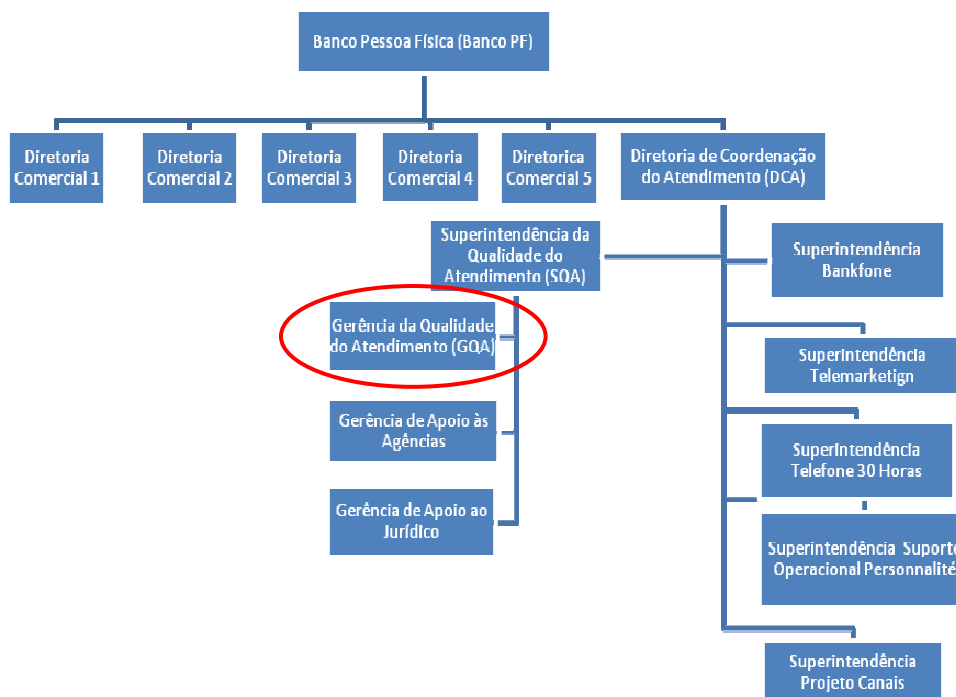 Banco Pessoa Física (Banco PF)
Diretoria
Comercial 1
Diretoria
Comercial 2
Diretoria
Comercial 3
Diretoria
Comercial 4
Diretorica
Comercial 5
Diretoria de Coordenação
do Atendimento (DCA)
Superintendência da
Qualidade do
Atendimento (SQA)
Gerência da Qualidade
do Atendimento (GQA)
Gerência de Apoio às
Agências
Gerência de Apoio ao
Jurídico
Superintendência
Bankfone
Superintendência
Telemarketign
Superintendência
Telefone 30 Horas
Superintendência Suporte
Operacional Personnalité
Superintendência
Projeto Canais